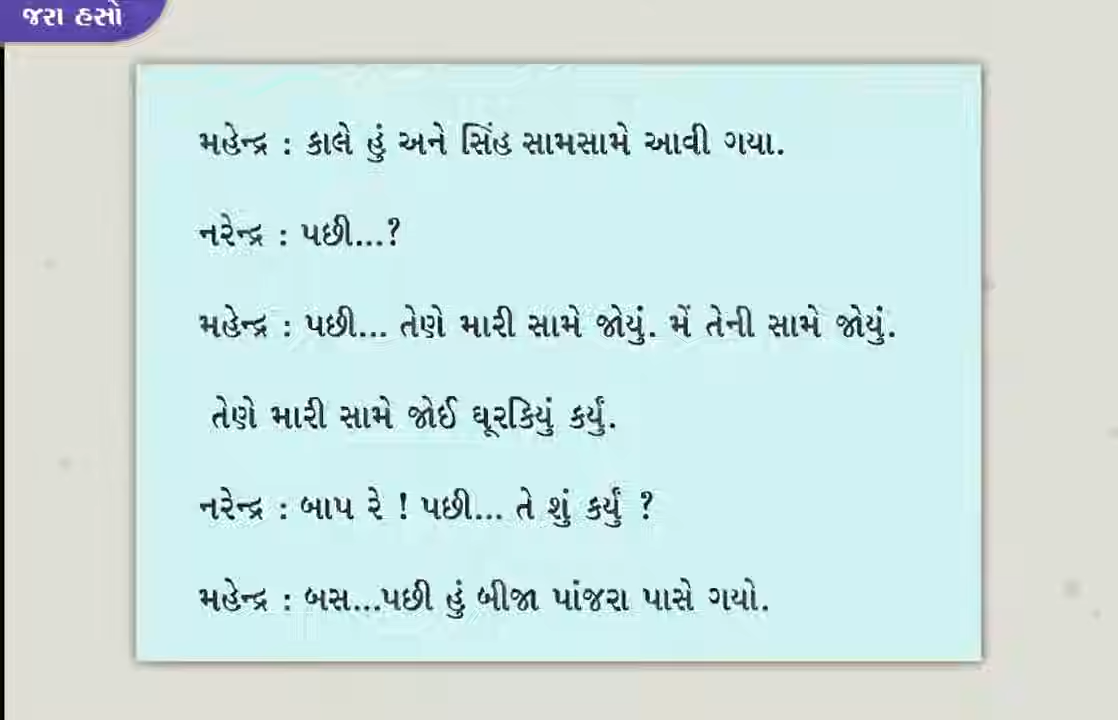 જરા હસો
મહેન્દ્ર : કાલે હું અને સિંહ સામસામે આવી ગયા.
નરેન્દ્ર : પછી...?
મહેન્દ્ર : પછી... તેણે મારી સામે જોયું. મેં તેની સામે જોયું.
તેણે મારી સામે જોઈ ઘૂરકિયું કર્યું.
નરેન્દ્ર : બાપ રે ! પછી... તે શું કર્યું ?
મહેન્દ્ર : બસ...પછી હું બીજા પાંજરા પાસે ગયો.